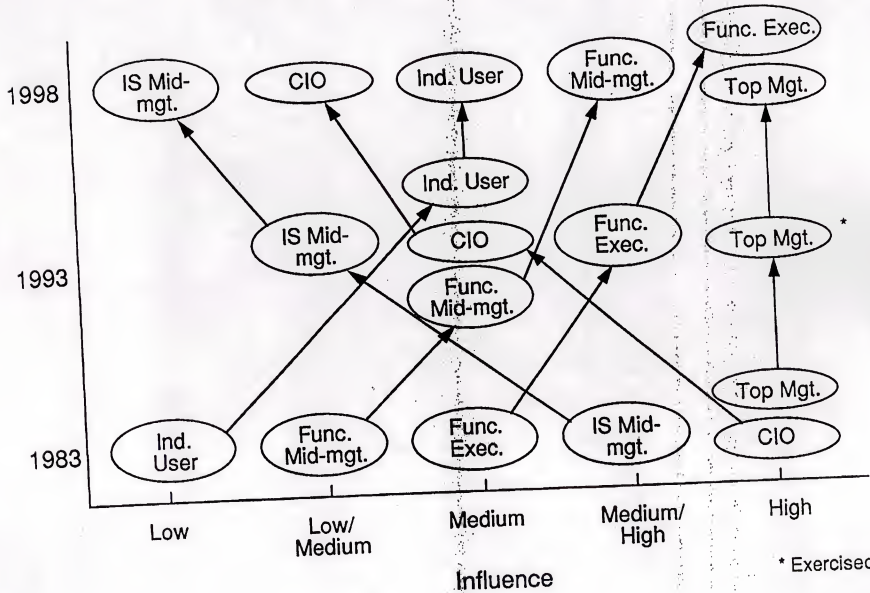 Func. Exec.
1998
IS Mid-
mgt.
CIO
Ind. User
Func.
Mid-mgt.
Top Mgt.
Ind. User
IS Mid-
mgt.
CIO
Func.
Exec.
Top Mgt. *
1993
Func.
Mid-mgt.
Top Mgt.
1983
Ind.
User
Func.
Mid-mgt.
Func.
Exec.
IS Mid-
mgt.
CIO
Low
Low/
Medium
Medium
Medium/
High
High
Influence
* Exercised